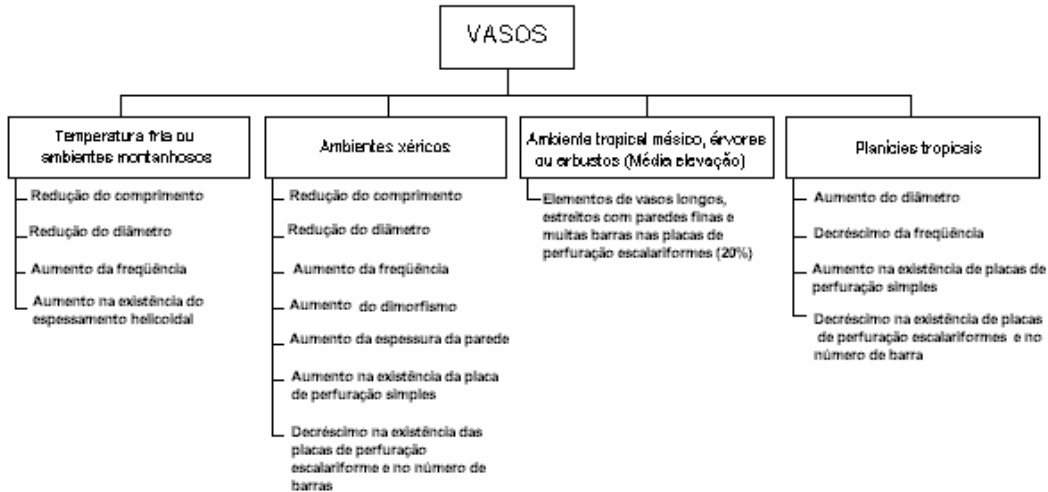 VASOS
Temperatura fria ou
ambientes montanhosos
Redução do comprimento
Redução do diâmetro
Aumento da freqüência
Aumento na existência do
espessamento helicoidal
Ambientes xéricos
Redução do comprimento
Redução do diâmetro
Aumento da freqüência
Aumento do dimorfismo
Aumento da espessura da parede
Aumento na existência da placa
de perfuração simples
Decréscimo na existência das
placas de perfuração
escalariforme e no número de
barras
Ambiente tropical mésico, érvores
ou arbustos (Média elevação)
Elementos de vasos longos,
estreitos com paredes finas e
muitas barras nas placas de
perfuração escalariformes (20%)
Planícies tropicais
Aumento do diâmetro
Decréscimo da freqüência
Aumento na existência de placas de
perfuração simples
Decréscimo na existência de placas
de perfuração escalariformes e no
número de barra